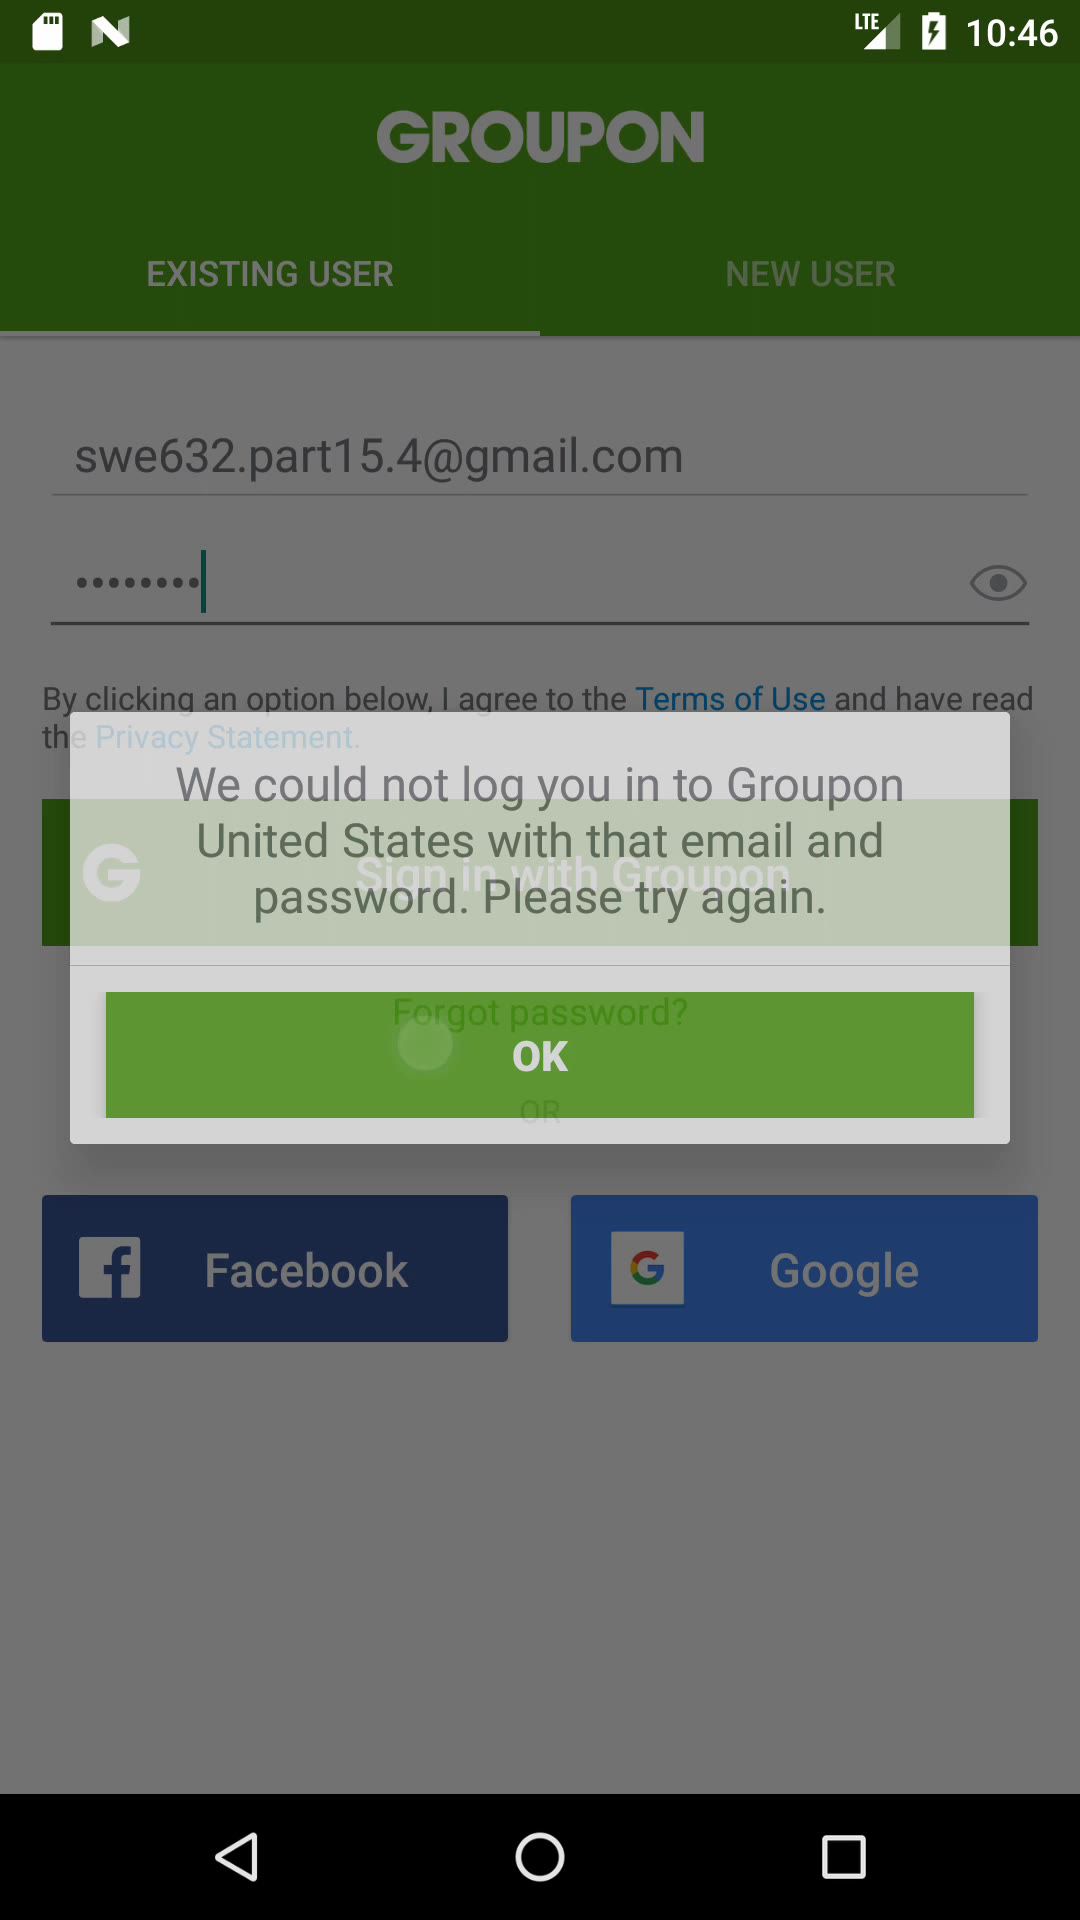 LTE 10:46
GROUPON
EXISTING USER NEW USER
swe632.part15.4@gmail.com
••••••••
By clicking an option below, I agree to the Terms of Use and have read
the Privacy Statement.
We could not log you in to Groupon
United States with that email and
Sign in with Groupon
password. Please try again.
Forgot password?
OK
OR
Facebook Google